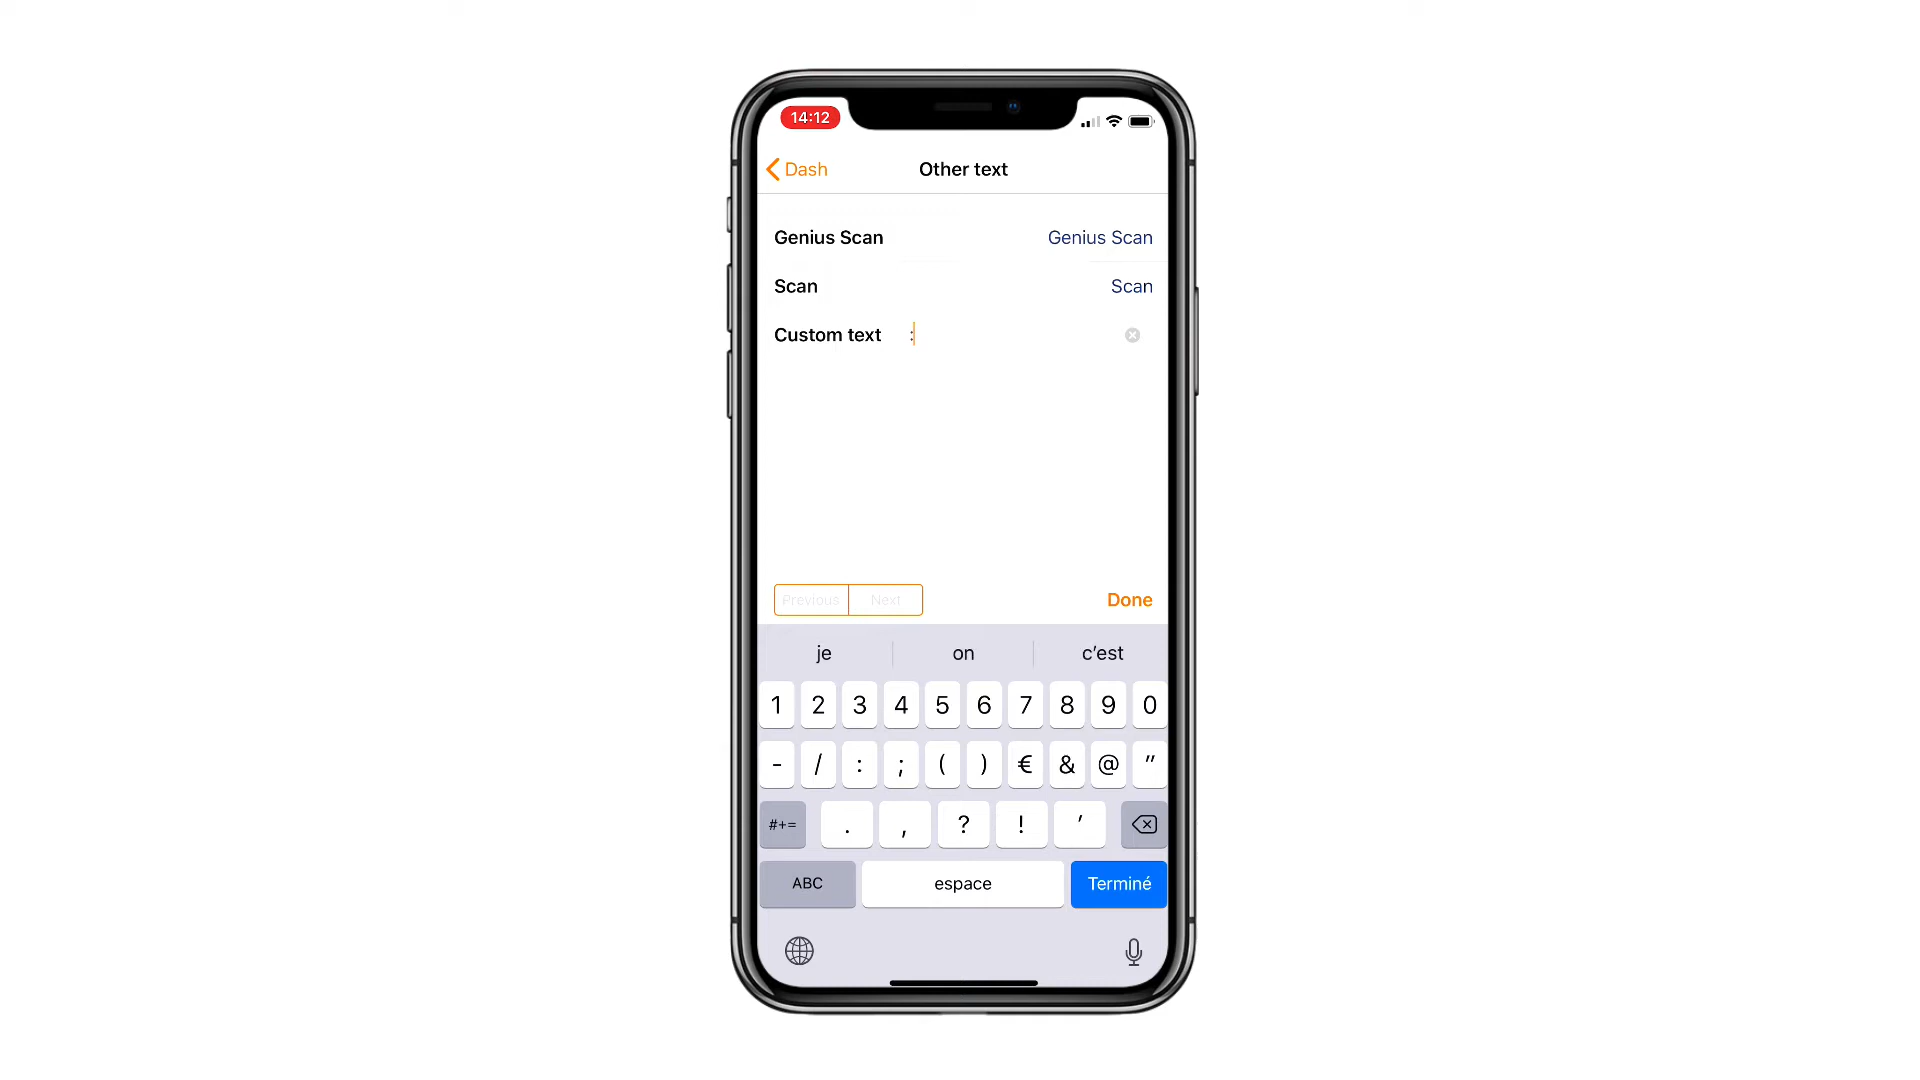 14:12
Dash
Other text
Genius Scan Genius Scan
Scan Scan
Custom text :
Previous Next Done
je on c’est
1 2 3 4 5 6 7 8 9 0
- / : ; ( ) € & @ "
#+= . , ? ! '
ABC espace Terminé